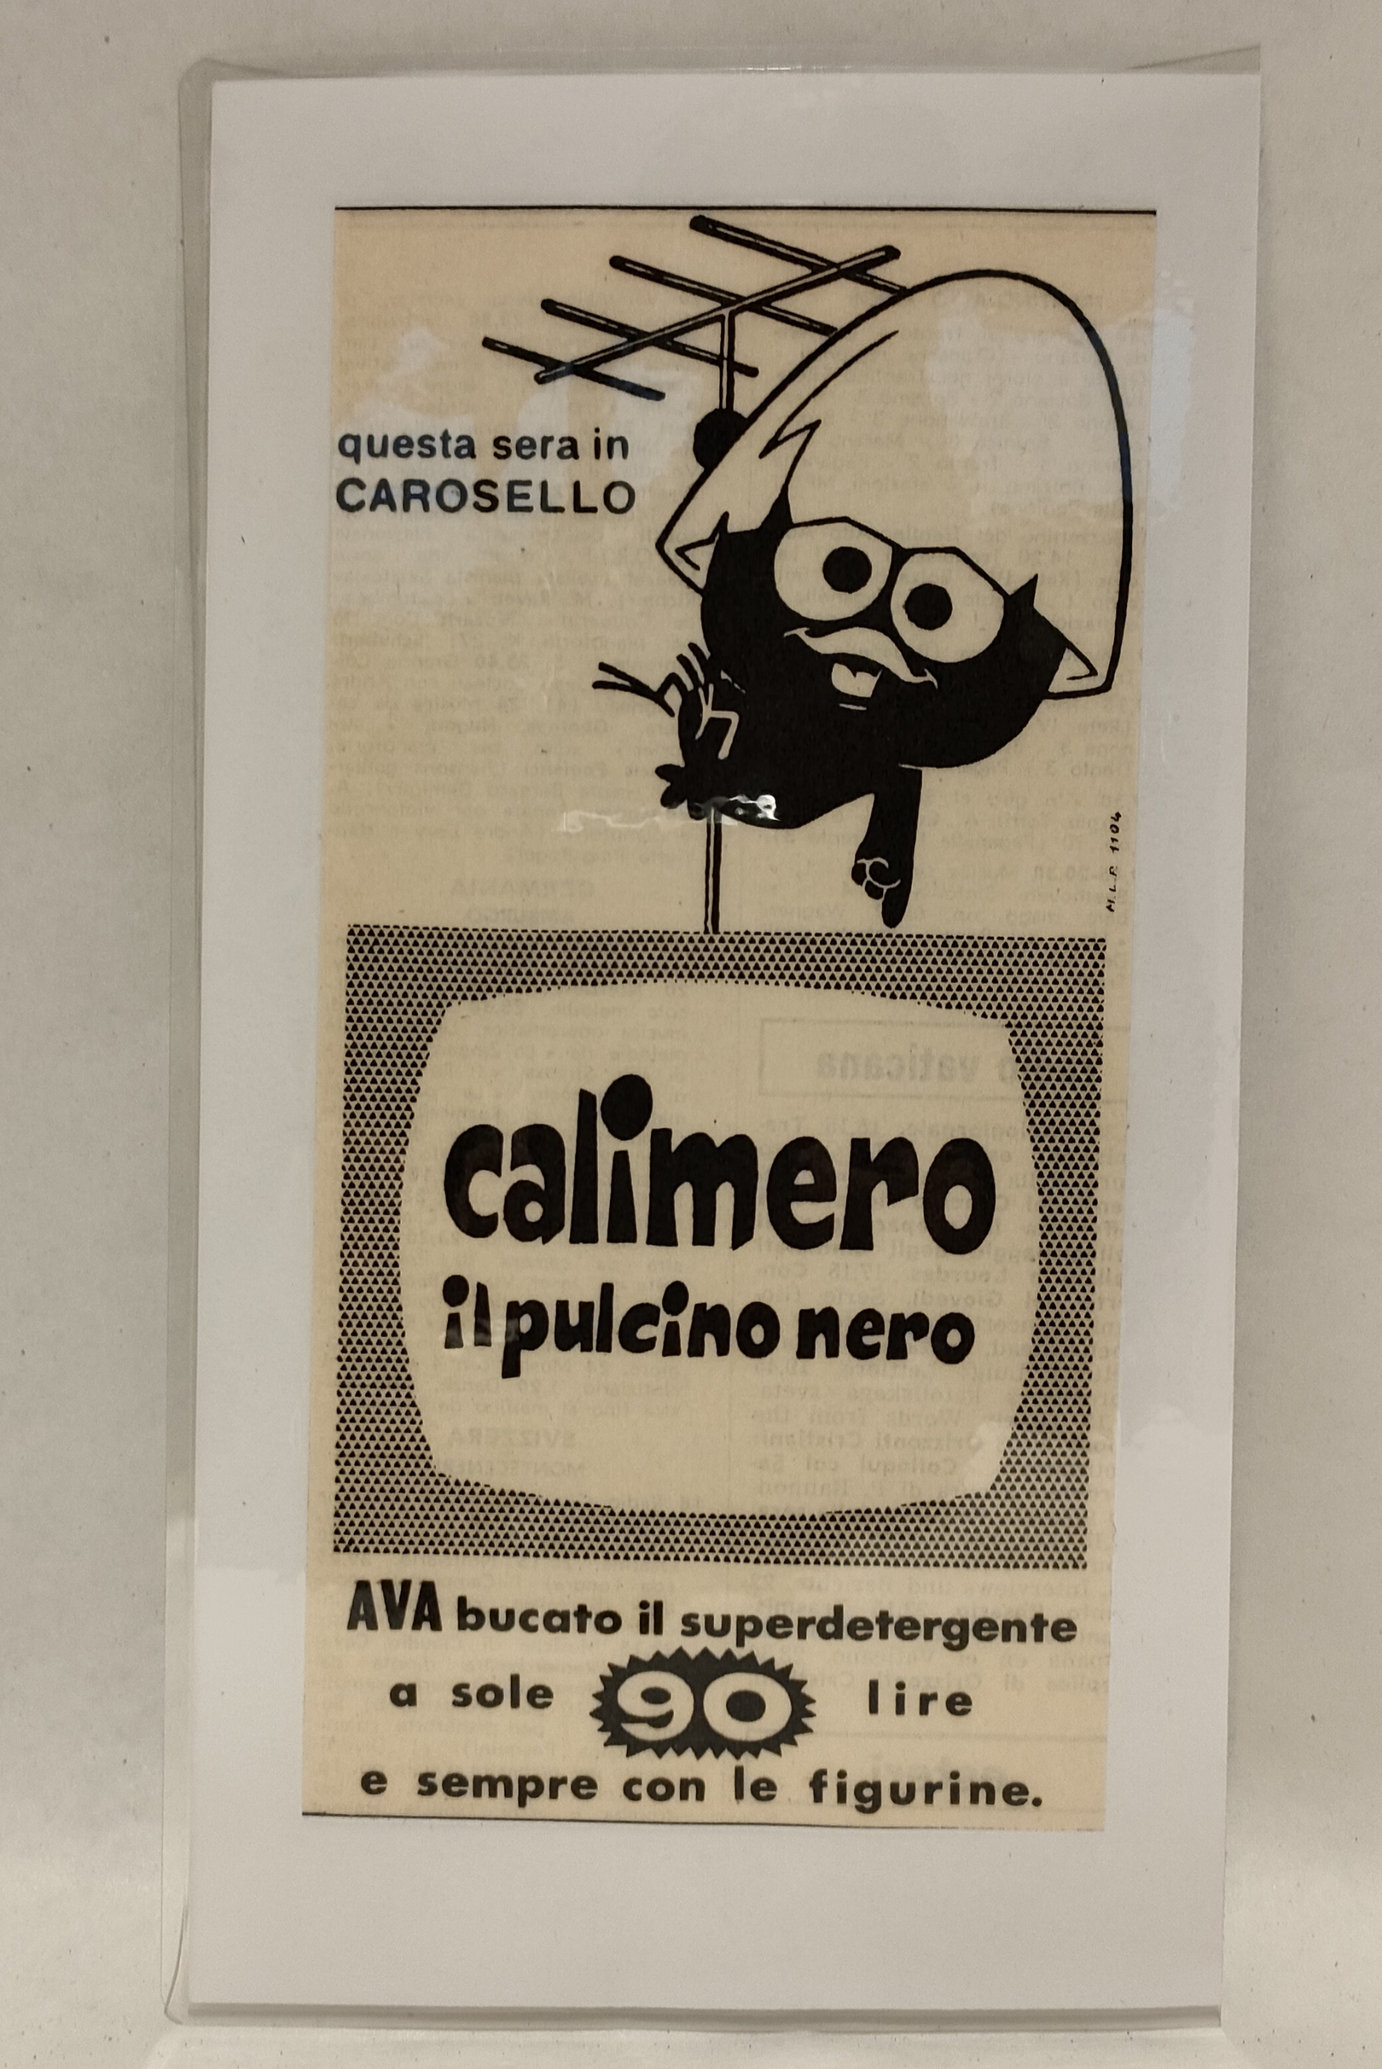 questa sera in
CAROSELLO
M.L.P. 1104
calimero
il pulcino nero
AVA bucato il superdetergente
a sole 90 lire
e sempre con le figurine.